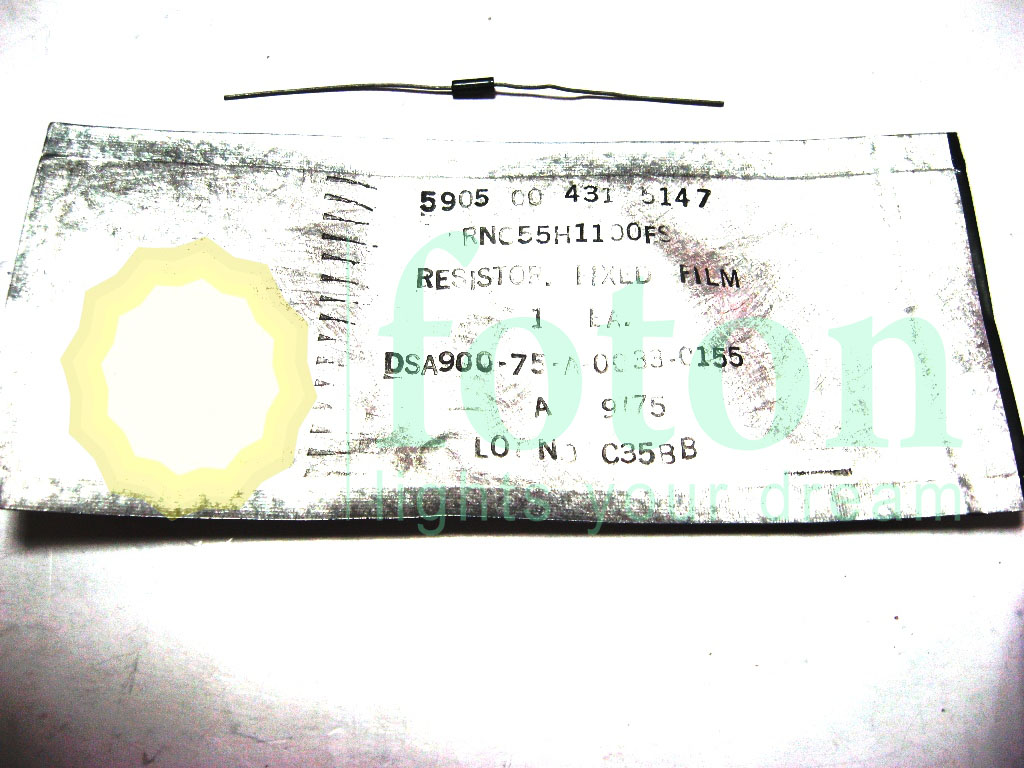 5905 00 431 5147
RNC55H1100FS
RESISTOR, FIXED FILM
1 EA.
DSA900-75-A 0033-0155
A 9/75
LOT NO C35BB
foton
lights your dream